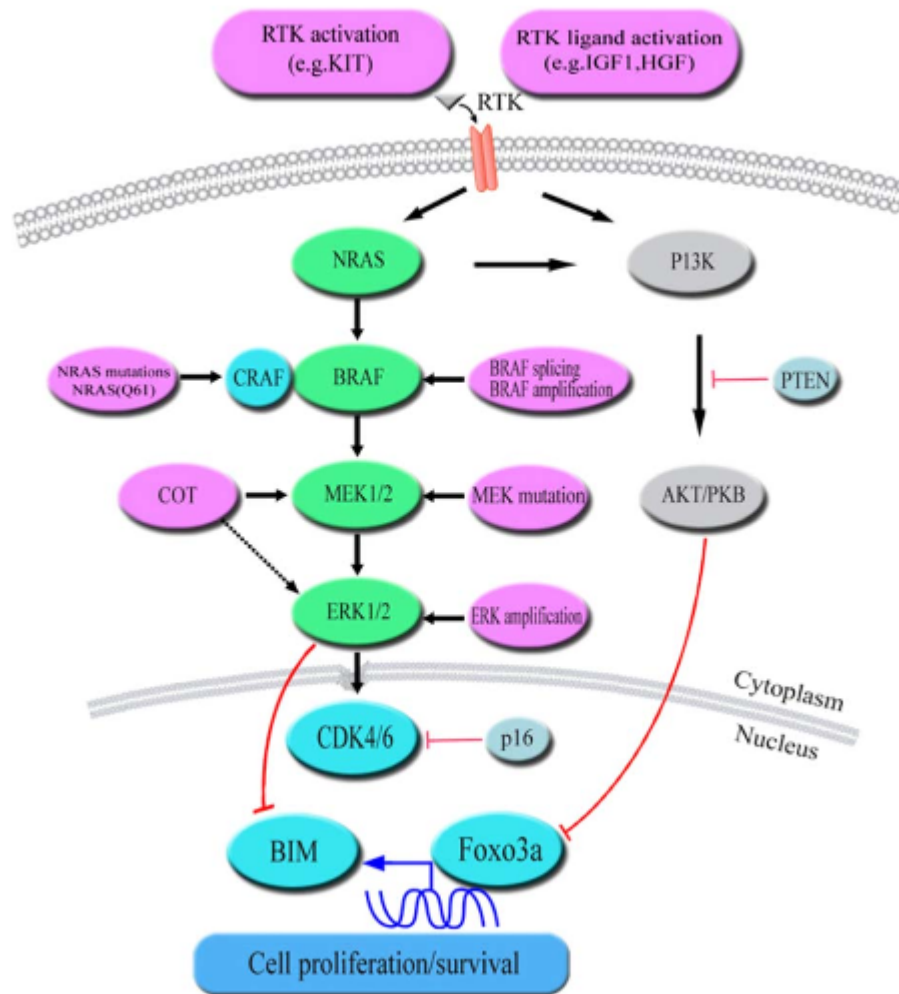 RTK activation
(e.g.KIT)
RTK ligand activation
(e.g.IGF1,HGF)
RTK
NRAS
P13K
NRAS mutations
NRAS(Q61)
CRAF
BRAF
BRAF splicing
BRAF amplification
PTEN
COT
MEK1/2
MEK mutation
AKT/PKB
ERK1/2
ERK amplification
Cytoplasm
Nucleus
CDK4/6
p16
BIM
Foxo3a
Cell proliferation/survival